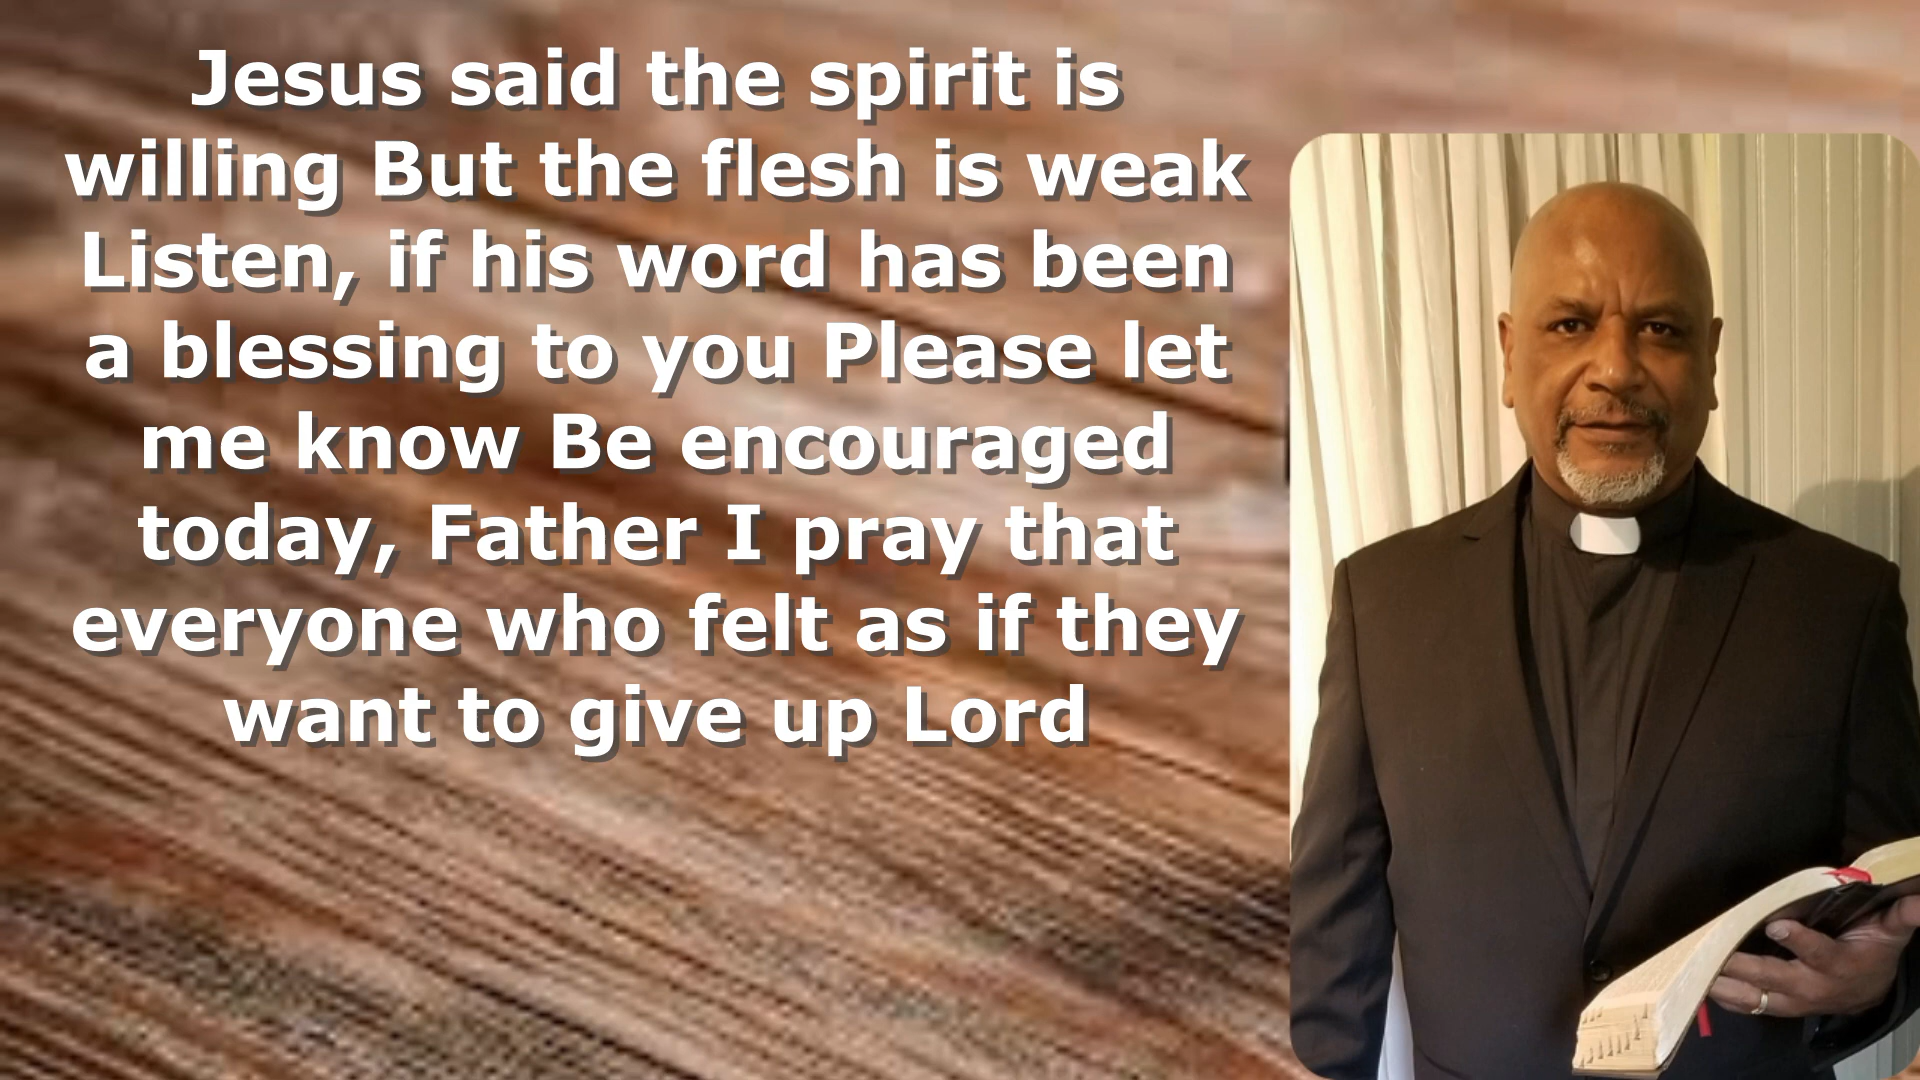 Jesus said the spirit is
willing But the flesh is weak
Listen, if his word has been
a blessing to you Please let
me know Be encouraged
today, Father I pray that
everyone who felt as if they
want to give up Lord